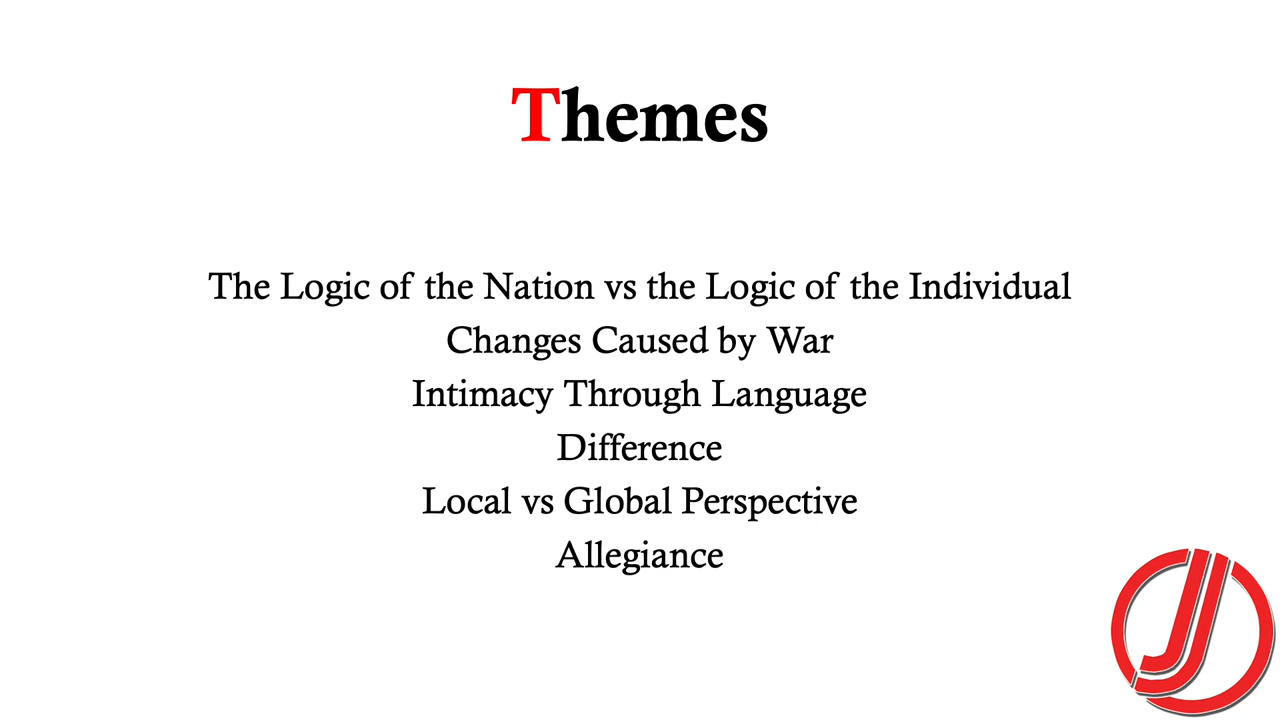 Themes
The Logic of the Nation vs the Logic of the Individual
Changes Caused by War
Intimacy Through Language
Difference
Local vs Global Perspective
Allegiance